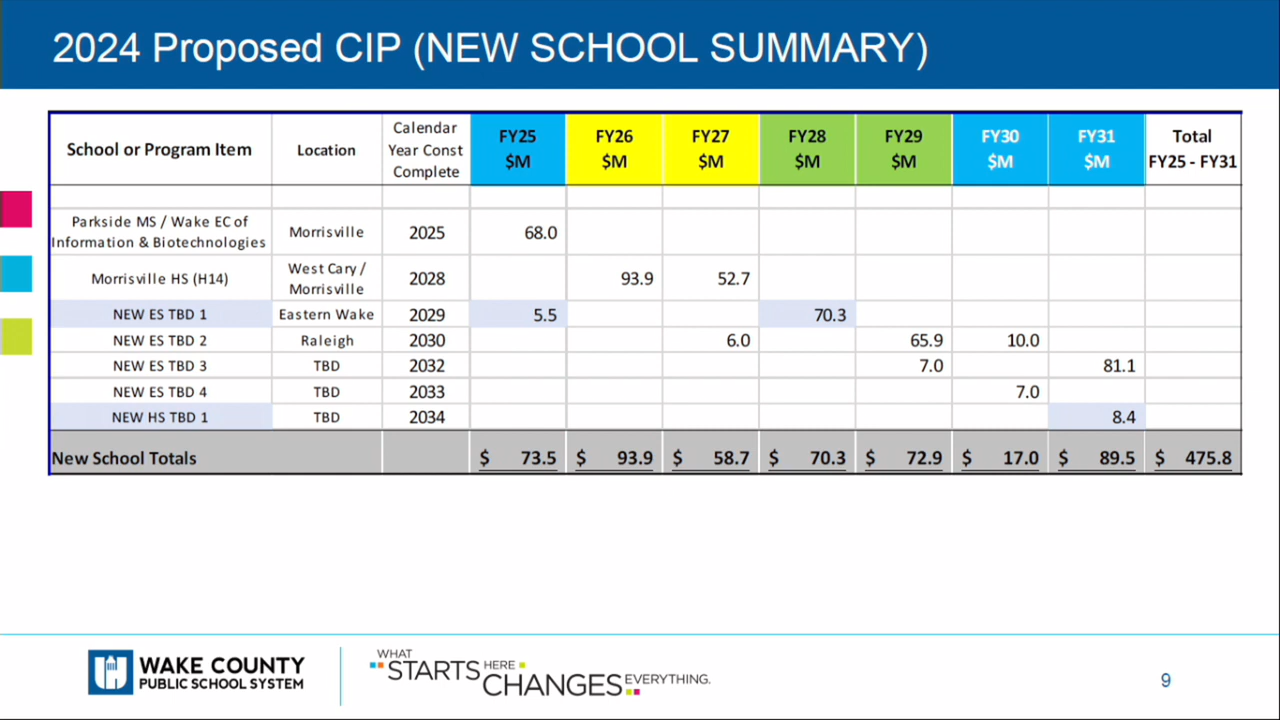 2024 Proposed CIP (NEW SCHOOL SUMMARY)
School or Program Item
Location
Calendar
Year Const
Complete
FY25
$M
FY26
$M
FY27
$M
FY28
$M
FY29
$M
FY30
$M
FY31
$M
Total
FY25 - FY31
Parkside MS / Wake EC of
Information & Biotechnologies
Morrisville
2025
68.0
Morrisville HS (H14)
West Cary /
Morrisville
2028
93.9
52.7
NEW ES TBD 1
Eastern Wake
2029
5.5
70.3
NEW ES TBD 2
Raleigh
2030
6.0
65.9
10.0
NEW ES TBD 3
TBD
2032
7.0
81.1
NEW ES TBD 4
TBD
2033
7.0
NEW HS TBD 1
TBD
2034
8.4
New School Totals
$ 73.5
$ 93.9
$ 58.7
$ 70.3
$ 72.9
$ 17.0
$ 89.5
$ 475.8
WAKE COUNTY
PUBLIC SCHOOL SYSTEM
WHAT
STARTS HERE
CHANGES EVERYTHING.
9